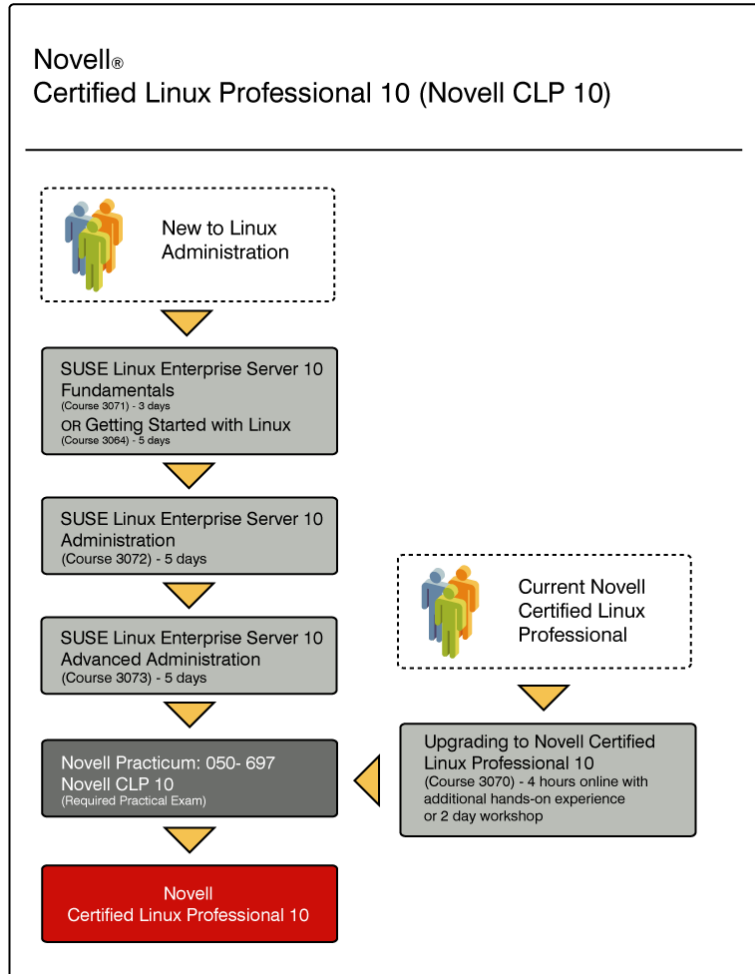 Novell®
Certified Linux Professional 10 (Novell CLP 10)
New to Linux
Administration
SUSE Linux Enterprise Server 10
Fundamentals
(Course 3071) - 3 days
OR Getting Started with Linux
(Course 3064) - 5 days
SUSE Linux Enterprise Server 10
Administration
(Course 3072) - 5 days
SUSE Linux Enterprise Server 10
Advanced Administration
(Course 3073) - 5 days
Novell Practicum: 050- 697
Novell CLP 10
(Required Practical Exam)
Novell
Certified Linux Professional 10
Current Novell
Certified Linux
Professional
Upgrading to Novell Certified
Linux Professional 10
(Course 3070) - 4 hours online with
additional hands-on experience
or 2 day workshop